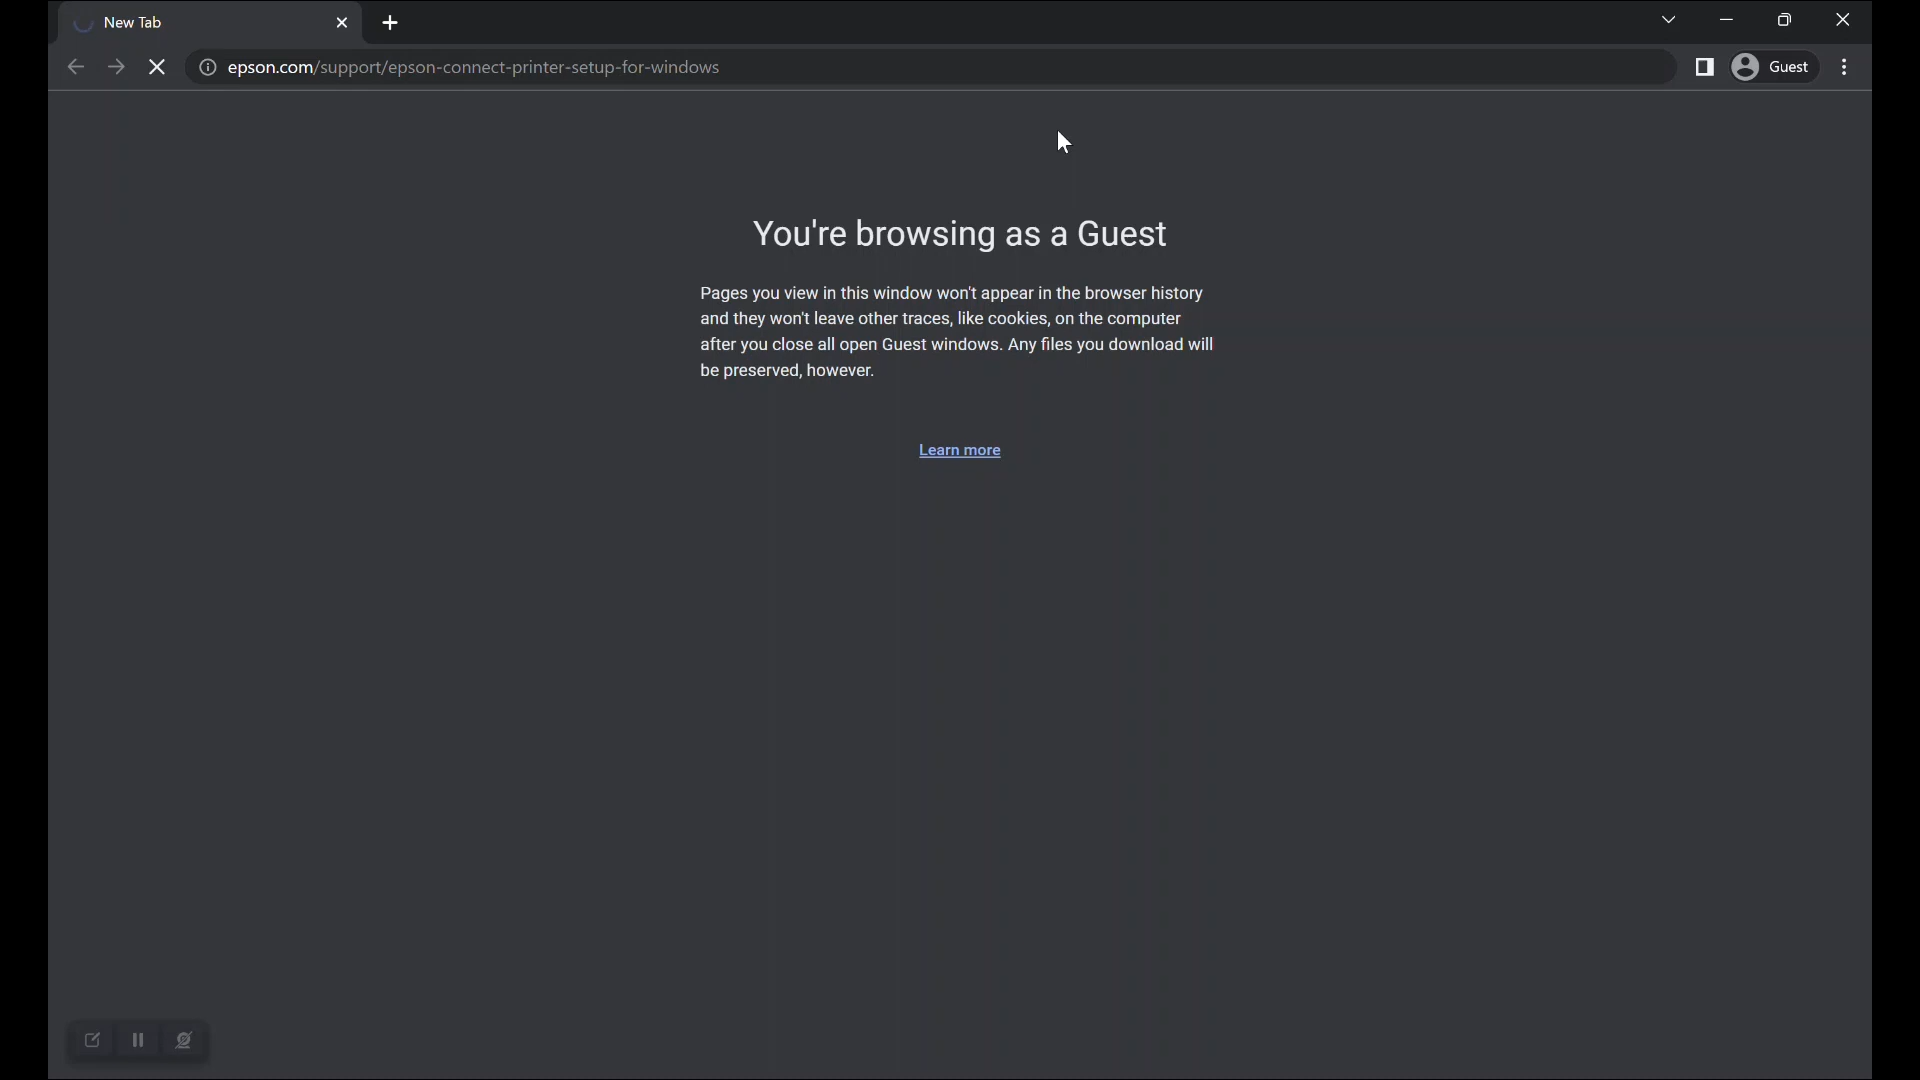 New Tab
epson.com/support/epson-connect-printer-setup-for-windows
Guest
You're browsing as a Guest
Pages you view in this window won't appear in the browser history
and they won't leave other traces, like cookies, on the computer
after you close all open Guest windows. Any files you download will
be preserved, however.
Learn more